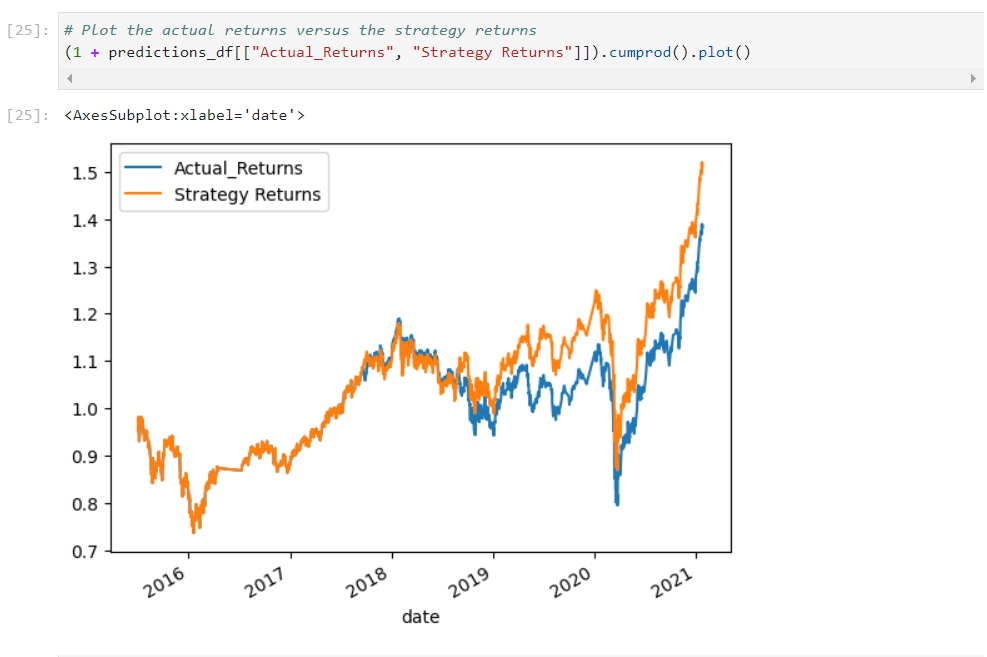 [25]: # Plot the actual returns versus the strategy returns
(1 + predictions_df[["Actual_Returns", "Strategy Returns"]]).cumprod().plot()
[25]: <AxesSubplot:xlabel='date'>
Actual_Returns
Strategy Returns
1.5
1.4
1.3
1.2
1.1
1.0
0.9
0.8
0.7
2016 2017 2018 2019 2020 2021
date